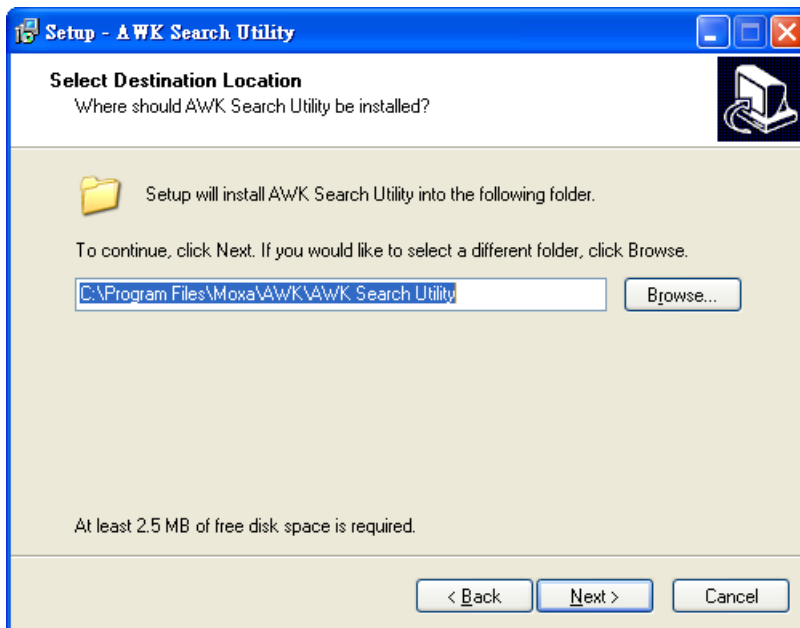 Setup - AWK Search Utility
Select Destination Location
Where should AWK Search Utility be installed?
Setup will install AWK Search Utility into the following folder.
To continue, click Next. If you would like to select a different folder, click Browse.
C:\Program Files\Moxa\AWK\AWK Search Utility
Browse...
At least 2.5 MB of free disk space is required.
< Back
Next >
Cancel